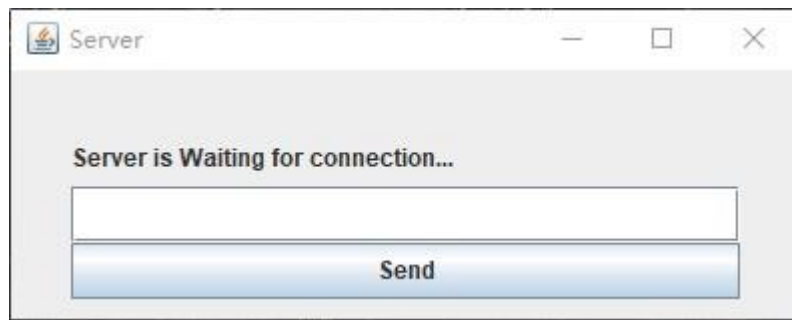 Server
Server is Waiting for connection...
Send